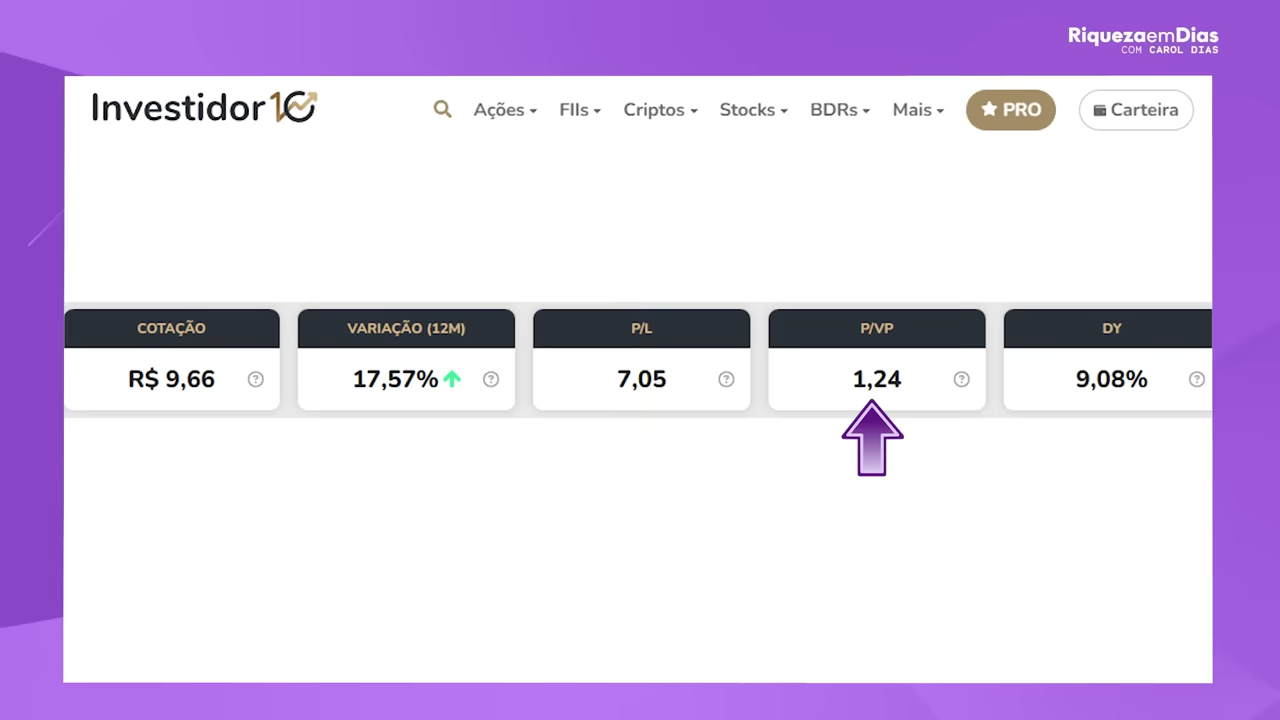 RiquezaemDias
COM CAROL DIAS
Investidor10
Ações FIIs Criptos Stocks BDRs Mais PRO Carteira
COTAÇÃO VARIAÇÃO (12M) P/L P/VP DY
R$ 9,66 17,57% 7,05 1,24 9,08%